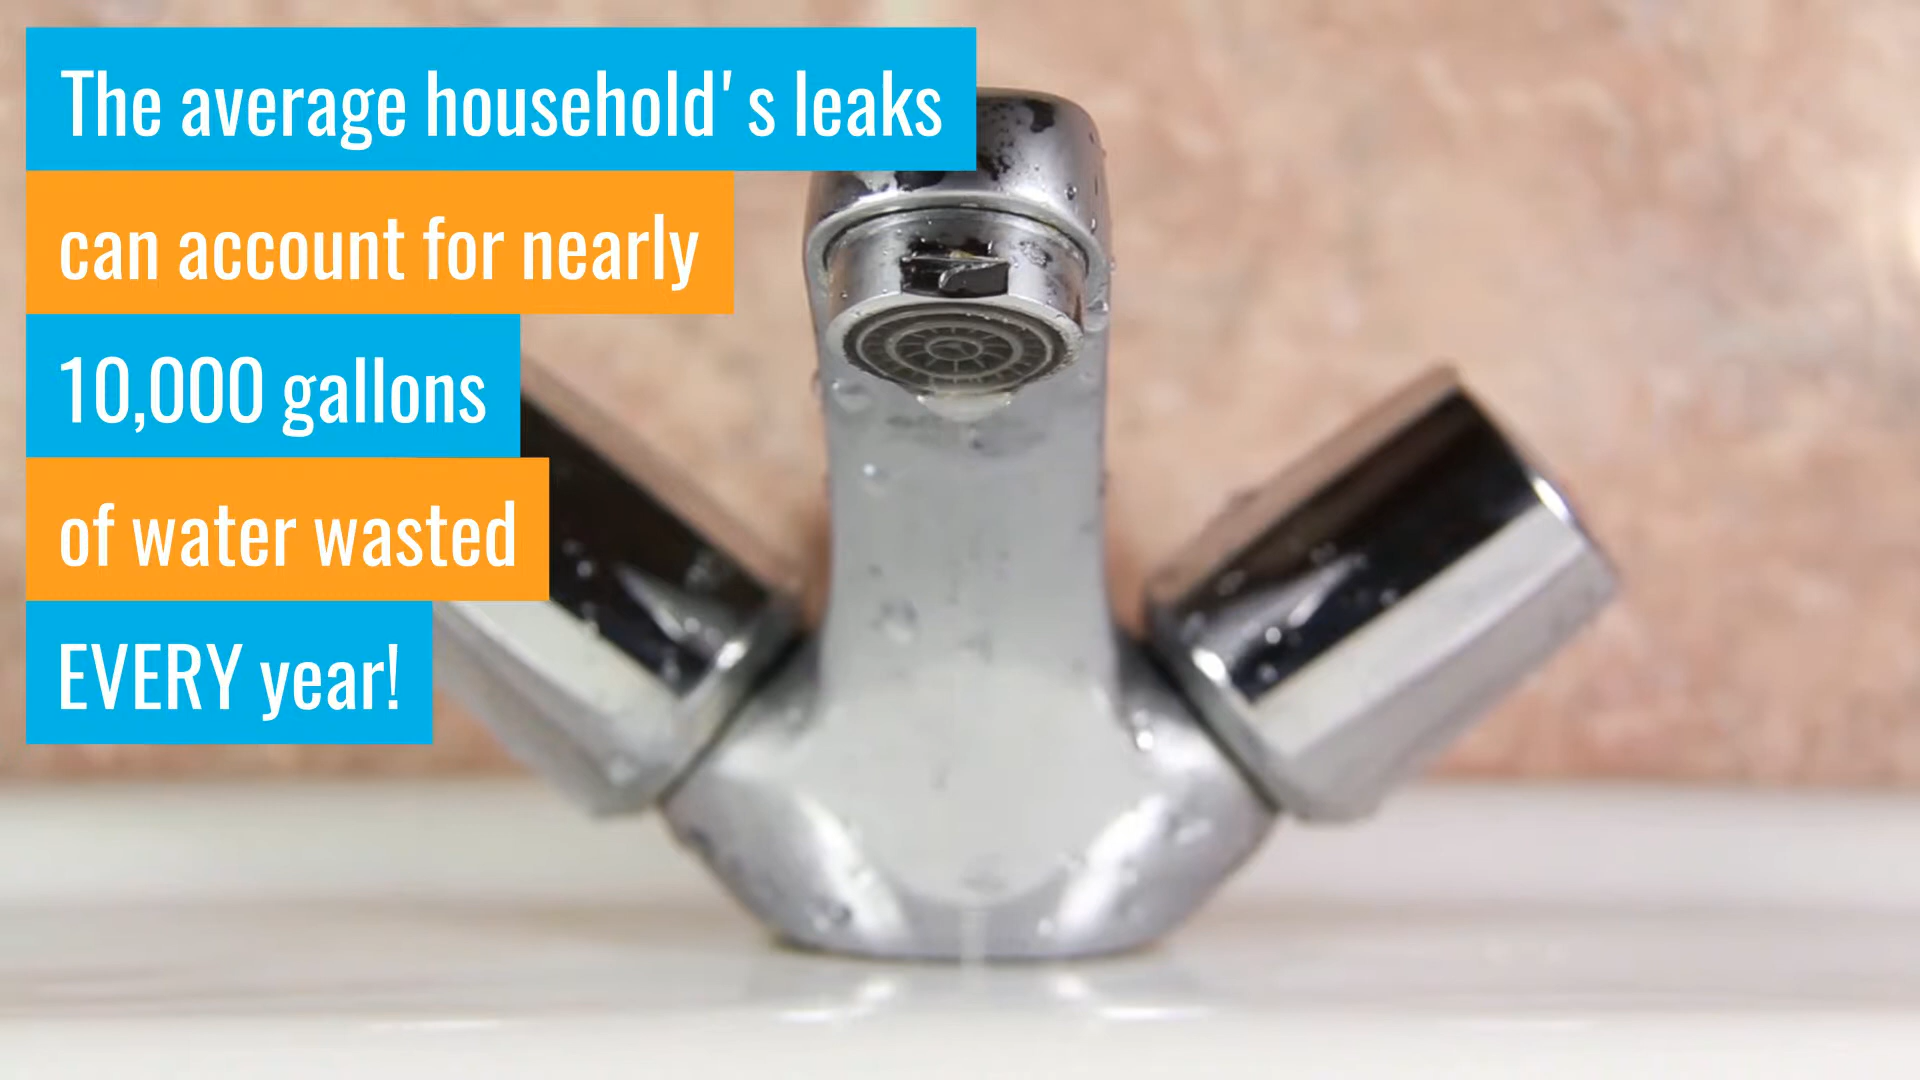 The average household's leaks
can account for nearly
10,000 gallons
of water wasted
EVERY year!